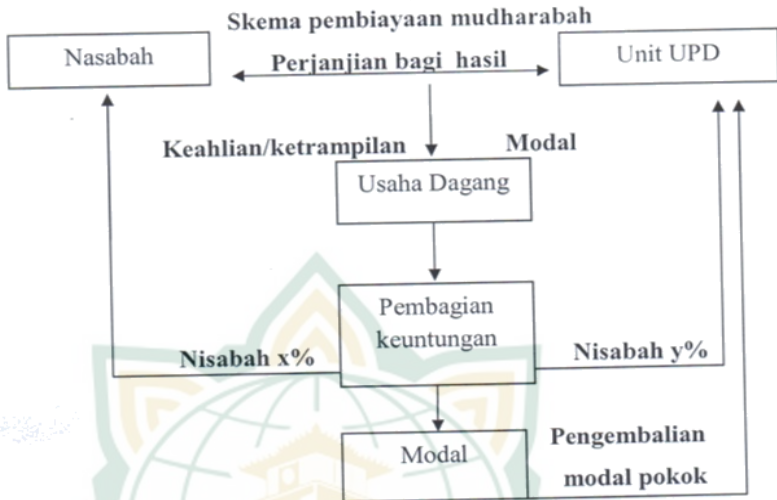 Skema pembiayaan mudharabah
Nasabah
Perjanjian bagi hasil
Unit UPD
Keahlian/ketrampilan
Modal
Usaha Dagang
Pembagian
keuntungan
Nisabah x%
Nisabah y%
Modal
Pengembalian
modal pokok